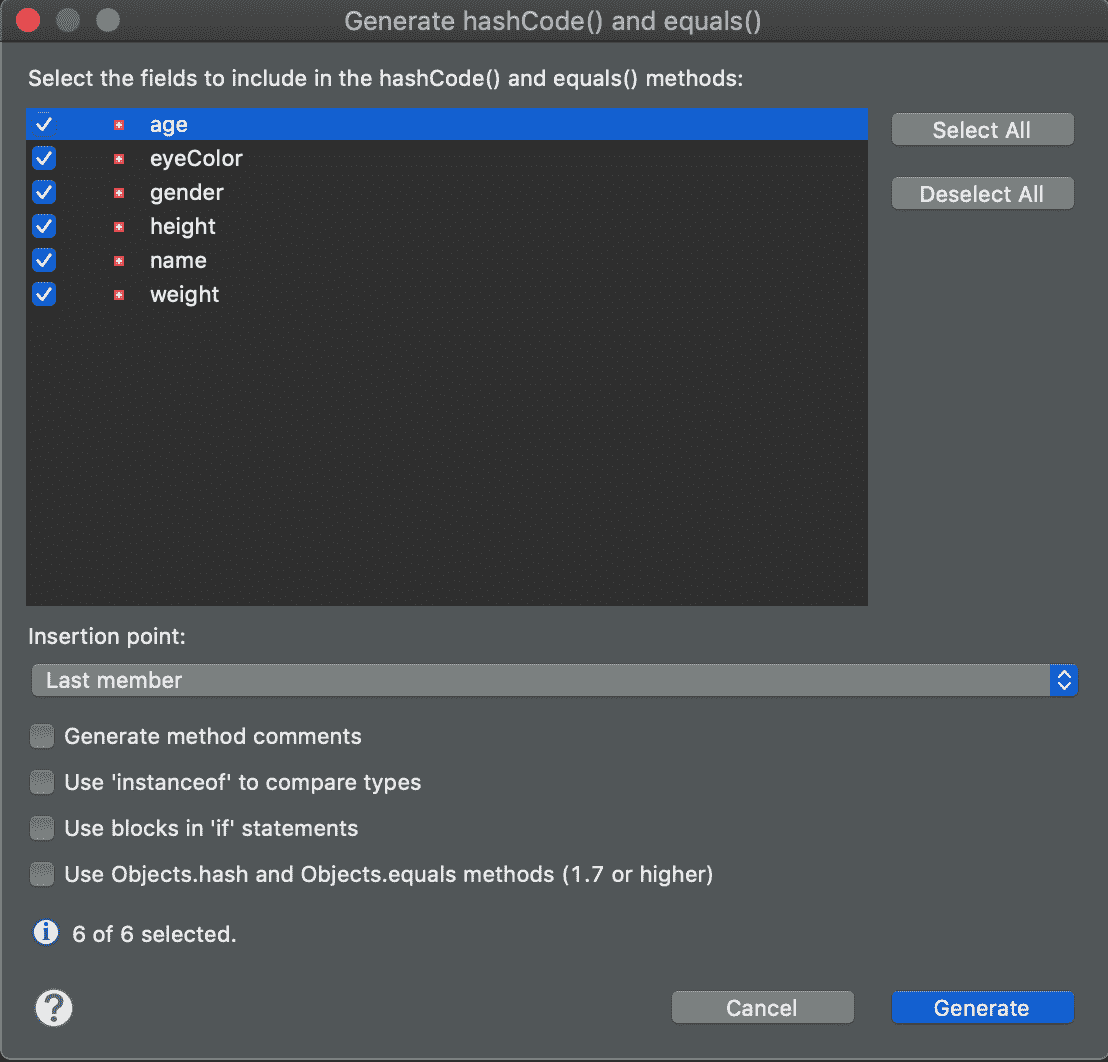 Generate hashCode() and equals()
Select the fields to include in the hashCode() and equals() methods:
age
Select All
eyeColor
gender
Deselect All
height
name
weight
Insertion point:
Last member
Generate method comments
Use 'instanceof' to compare types
Use blocks in 'if' statements
Use Objects.hash and Objects.equals methods (1.7 or higher)
i 6 of 6 selected.
?
Cancel
Generate